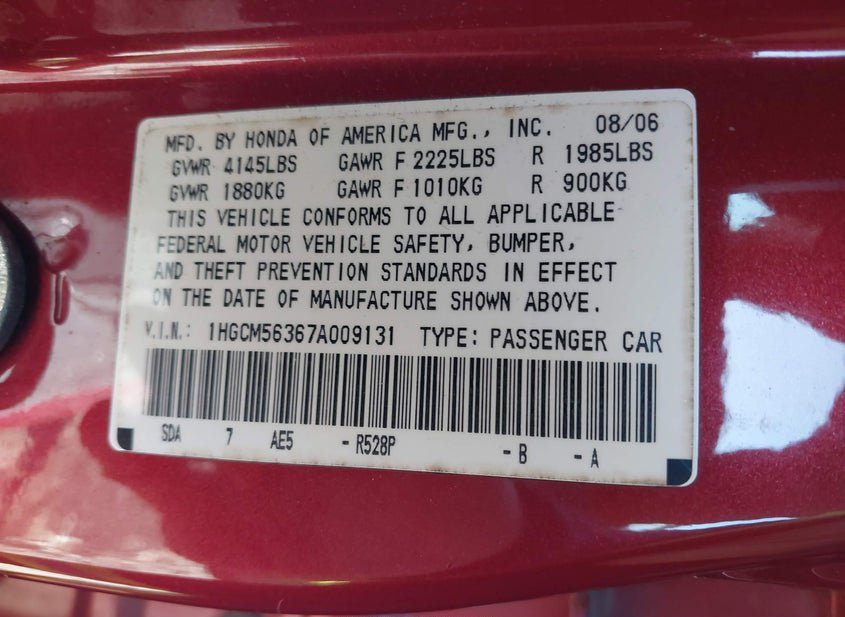 MFD. BY HONDA OF AMERICA MFG., INC. 08/06
GVWR 4145LBS GAWR F 2225LBS R 1985LBS
GVWR 1880KG GAWR F 1010KG R 900KG
THIS VEHICLE CONFORMS TO ALL APPLICABLE
FEDERAL MOTOR VEHICLE SAFETY, BUMPER,
AND THEFT PREVENTION STANDARDS IN EFFECT
ON THE DATE OF MANUFACTURE SHOWN ABOVE.
V.I.N.: 1HGCM56367A009131 TYPE: PASSENGER CAR
SDA 7 AE5 - R528P - B - A